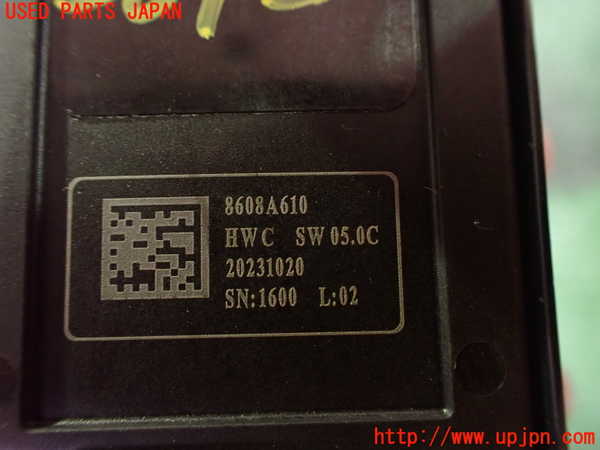 USED PARTS JAPAN
8608A610
HWC SW 05.0C
20231020
SN:1600 L:02
http://www.upjpn.com/